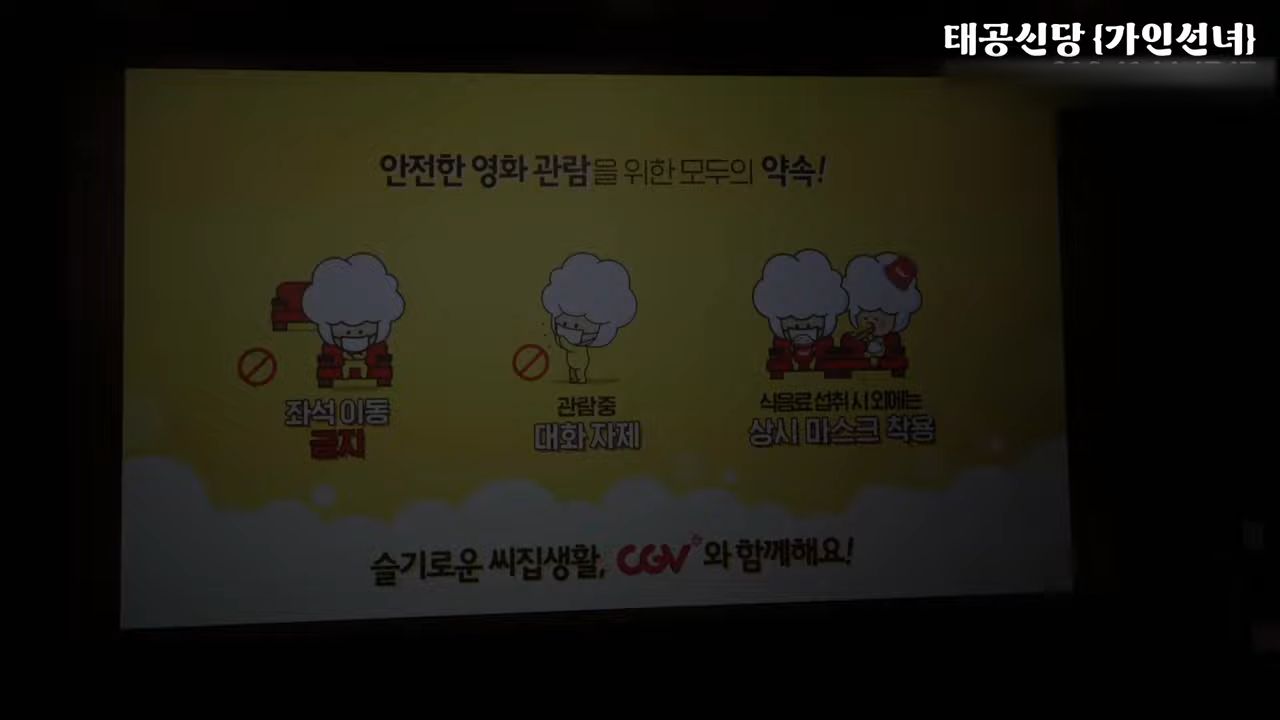 태공신당 {가인선녀}
안전한 영화 관람을 위한 모두의 약속!
좌석 이동
금지
관람 중
대화 자제
식음료 섭취 시 외에는
상시 마스크 착용
슬기로운 씨집생활, CGV와 함께해요!